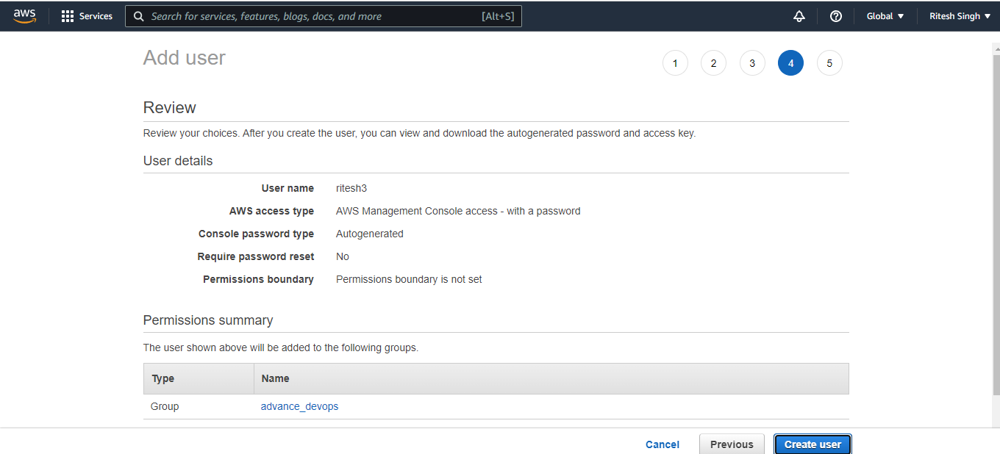 aws Services Search for services, features, blogs, docs, and more [Alt+S] Global Ritesh Singh
Add user 1 2 3 4 5
Review
Review your choices. After you create the user, you can view and download the autogenerated password and access key.
User details
User name ritesh3
AWS access type AWS Management Console access - with a password
Console password type Autogenerated
Require password reset No
Permissions boundary Permissions boundary is not set
Permissions summary
The user shown above will be added to the following groups.
Type Name
Group advance_devops
Cancel Previous Create user